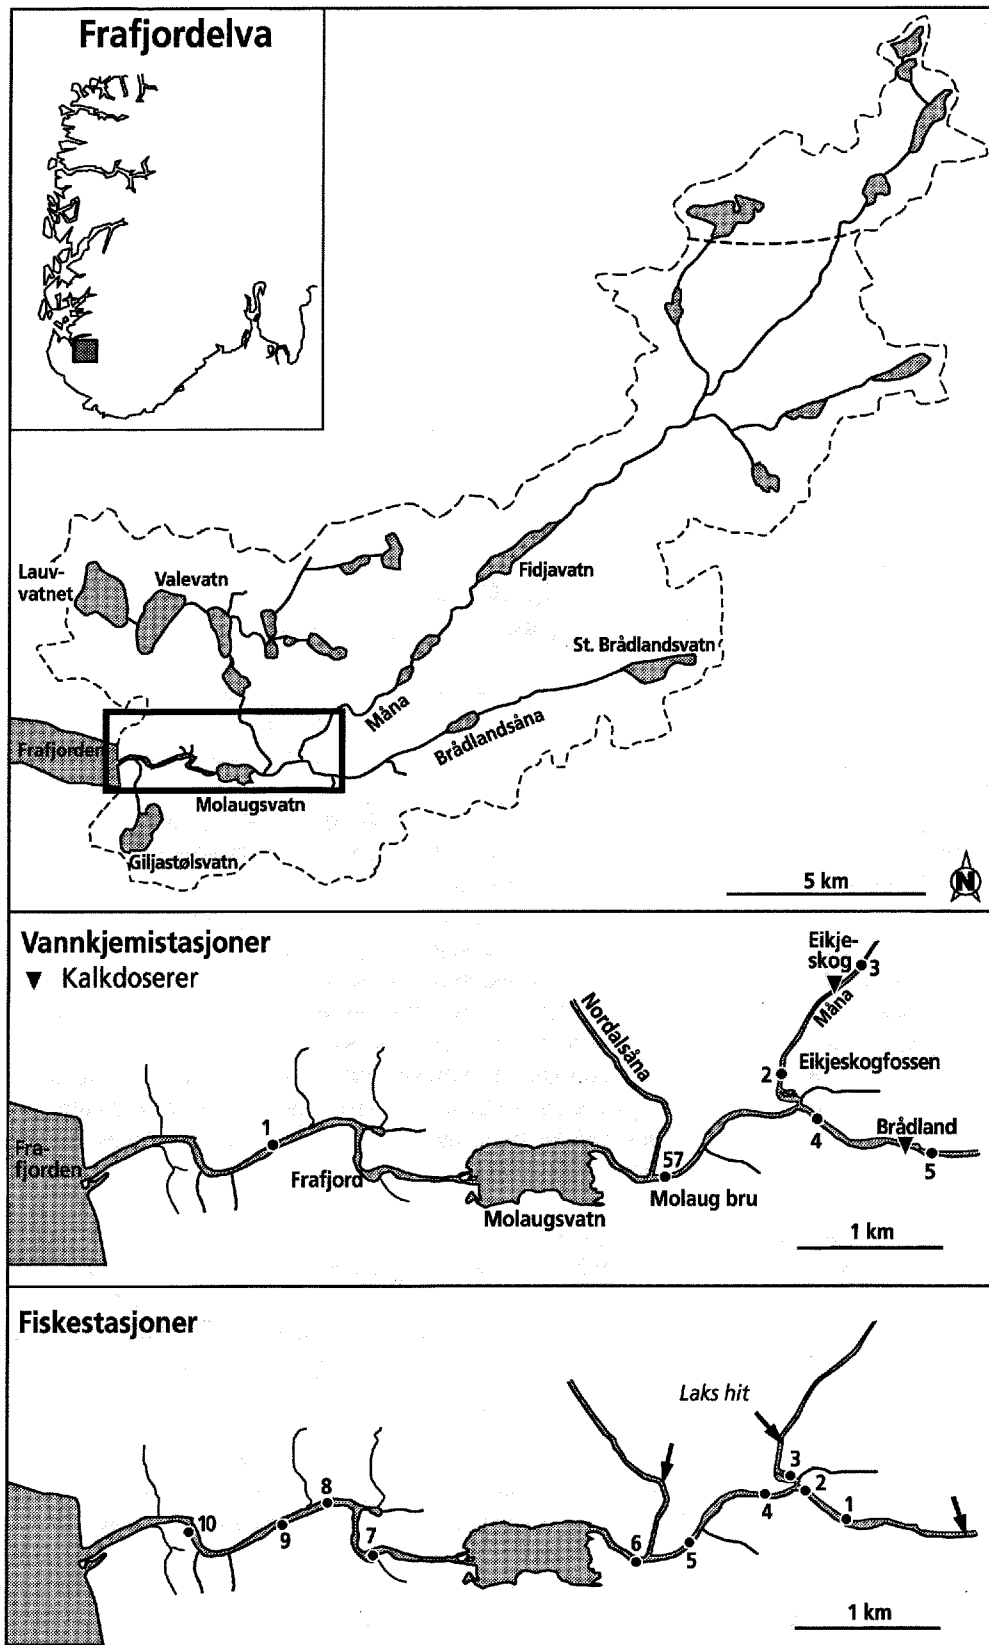 Frafjordelva
Lauv-
vatnet
Valevatn
Fidjavatn
St. Brådlandsvatn
Måna
Brådlandsåna
Frafjorden
Molaugsvatn
Giljastølsvatn
5 km
N
Vannkjemistasjoner
▼ Kalkdoserer
Eikje-
skog
3
Måna
Nordalsåna
2
Eikjeskogfossen
4
Brådland
5
1
Fra-
fjorden
Frafjord
57
Molaug bru
Molaugsvatn
1 km
Fiskestasjoner
Laks hit
3
2
1
4
5
6
7
8
9
10
1 km